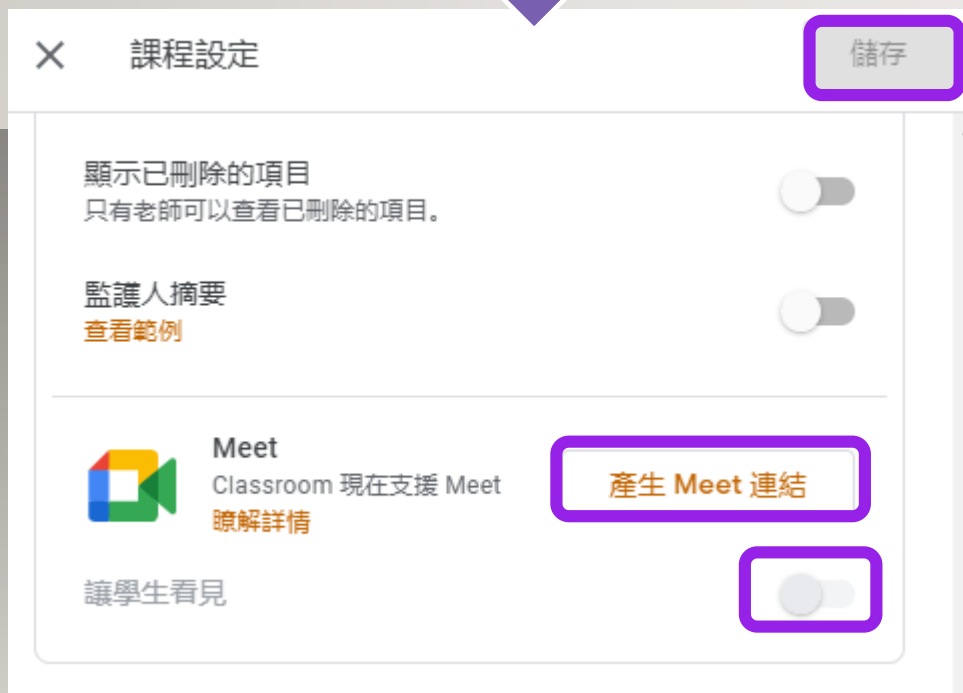 課程設定
儲存
顯示已刪除的項目
只有老師可以查看已刪除的項目。
監護人摘要
查看範例
Meet
Classroom 現在支援 Meet
瞭解詳情
產生 Meet 連結
讓學生看見